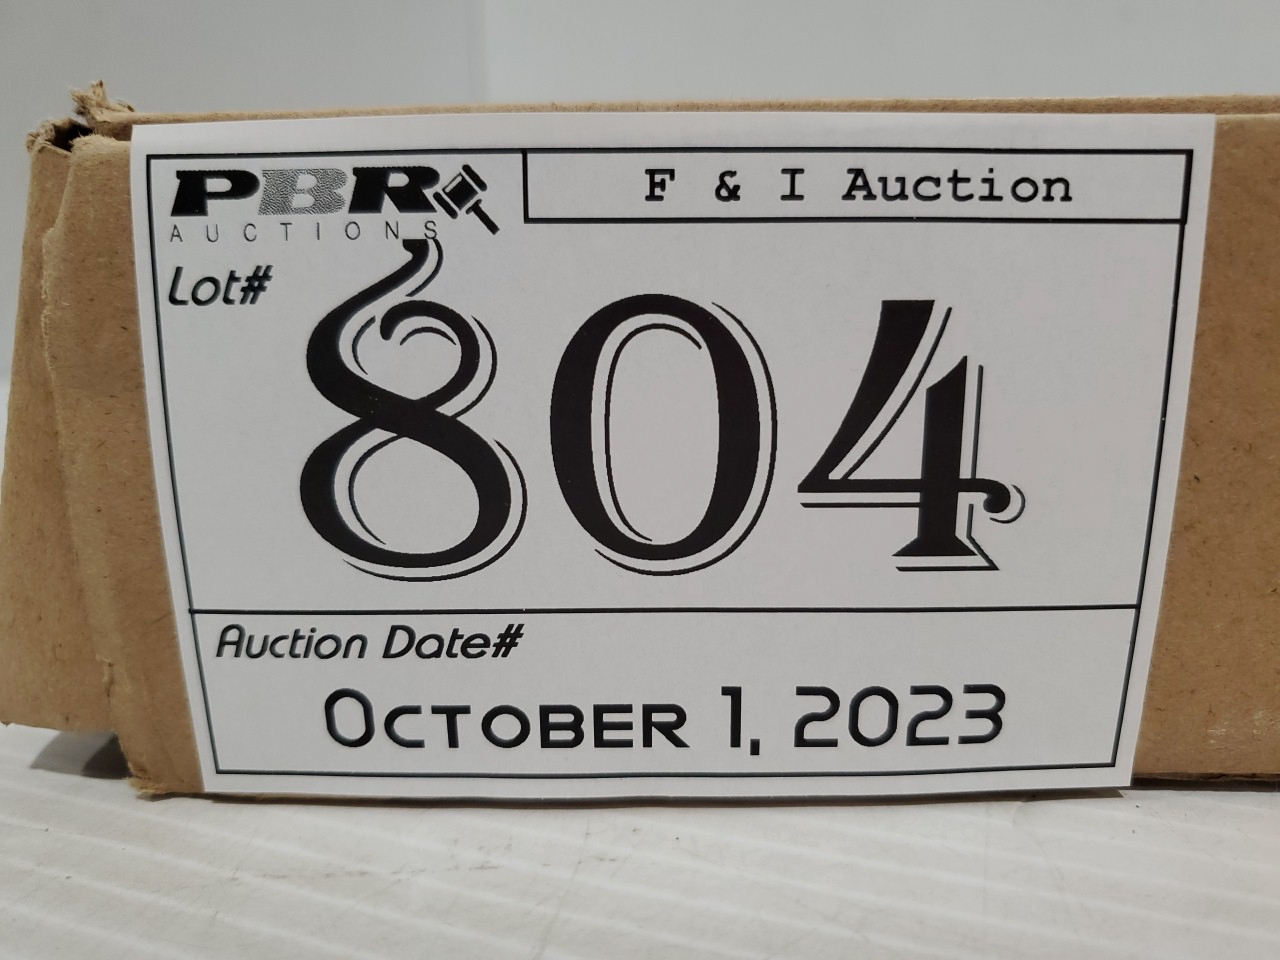 PBR
AUCTIONS
F & I Auction
Lot#
804
Auction Date#
October 1, 2023